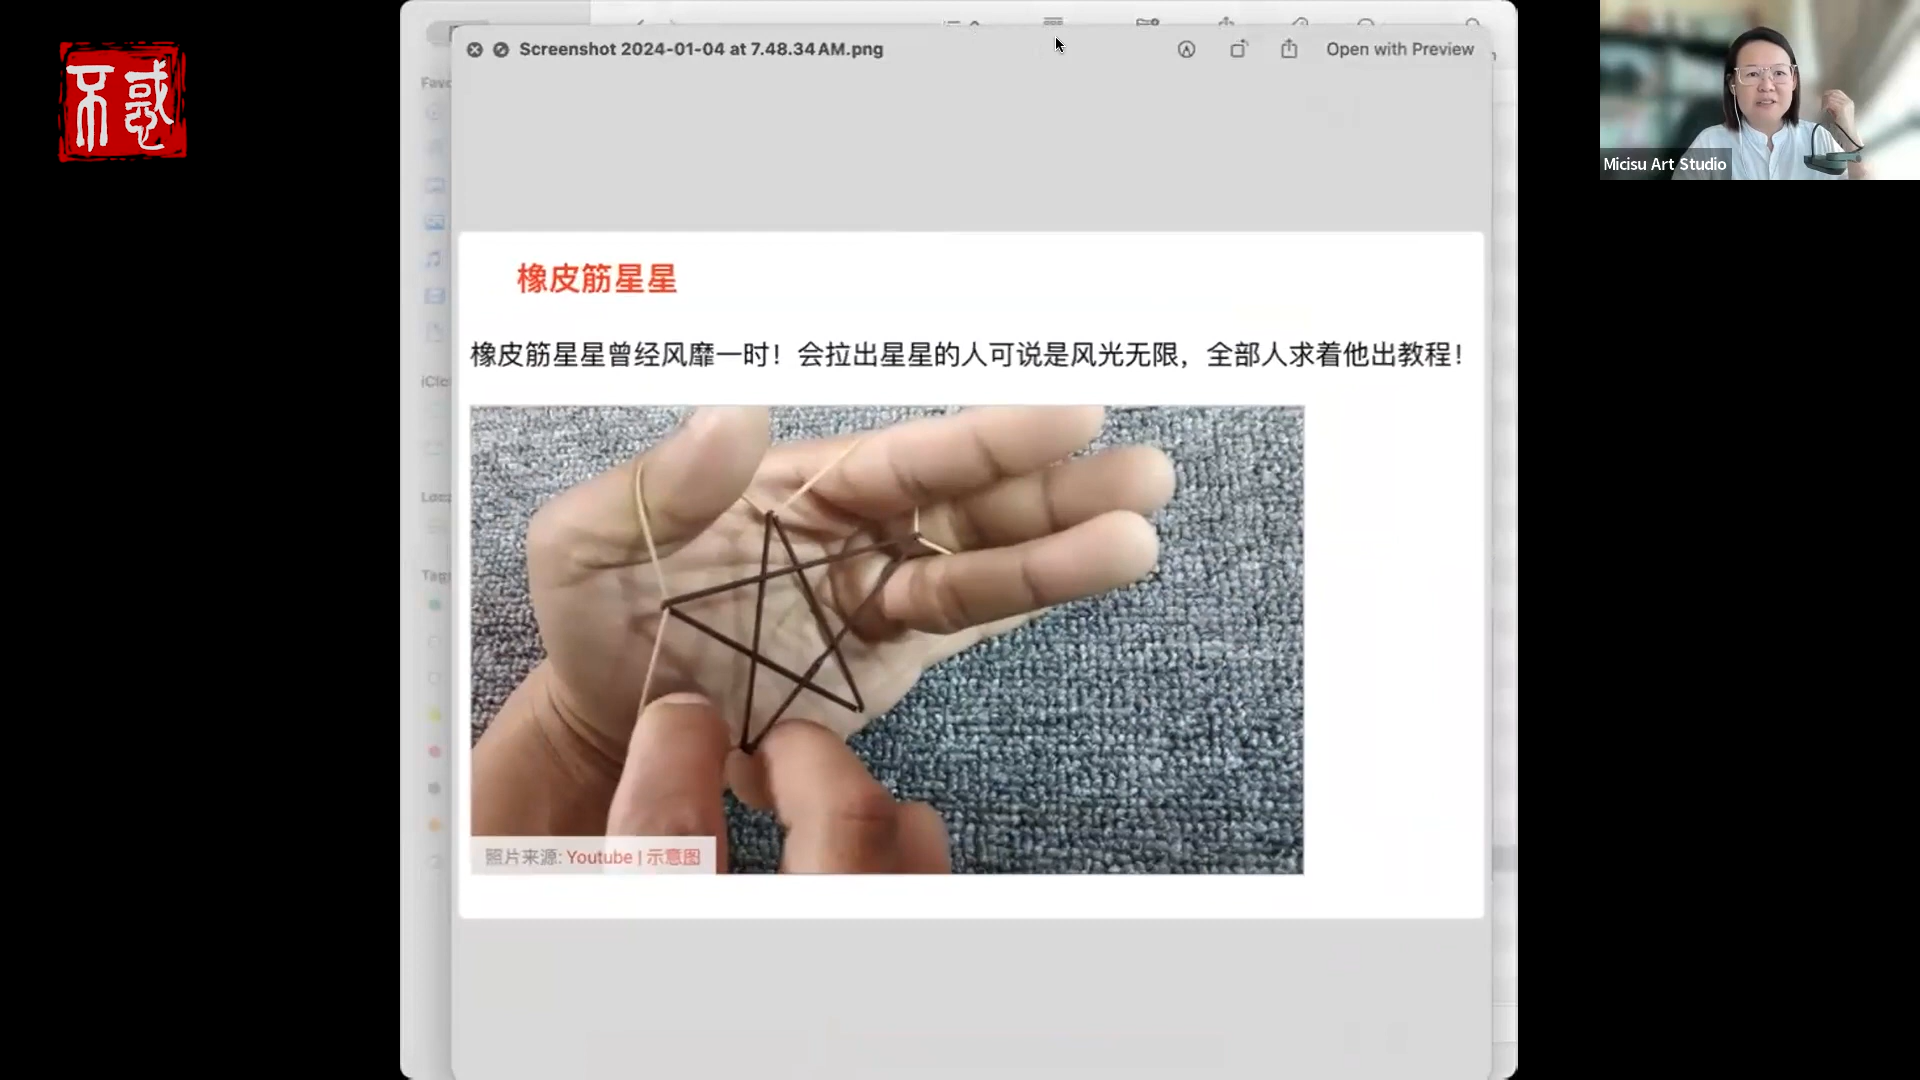 不惑
Screenshot 2024-01-04 at 7.48.34 AM.png
Open with Preview
Micisu Art Studio
橡皮筋星星
橡皮筋星星曾经风靡一时！会拉出星星的人可说是风光无限，全部人求着他出教程！
照片来源: Youtube | 示意图